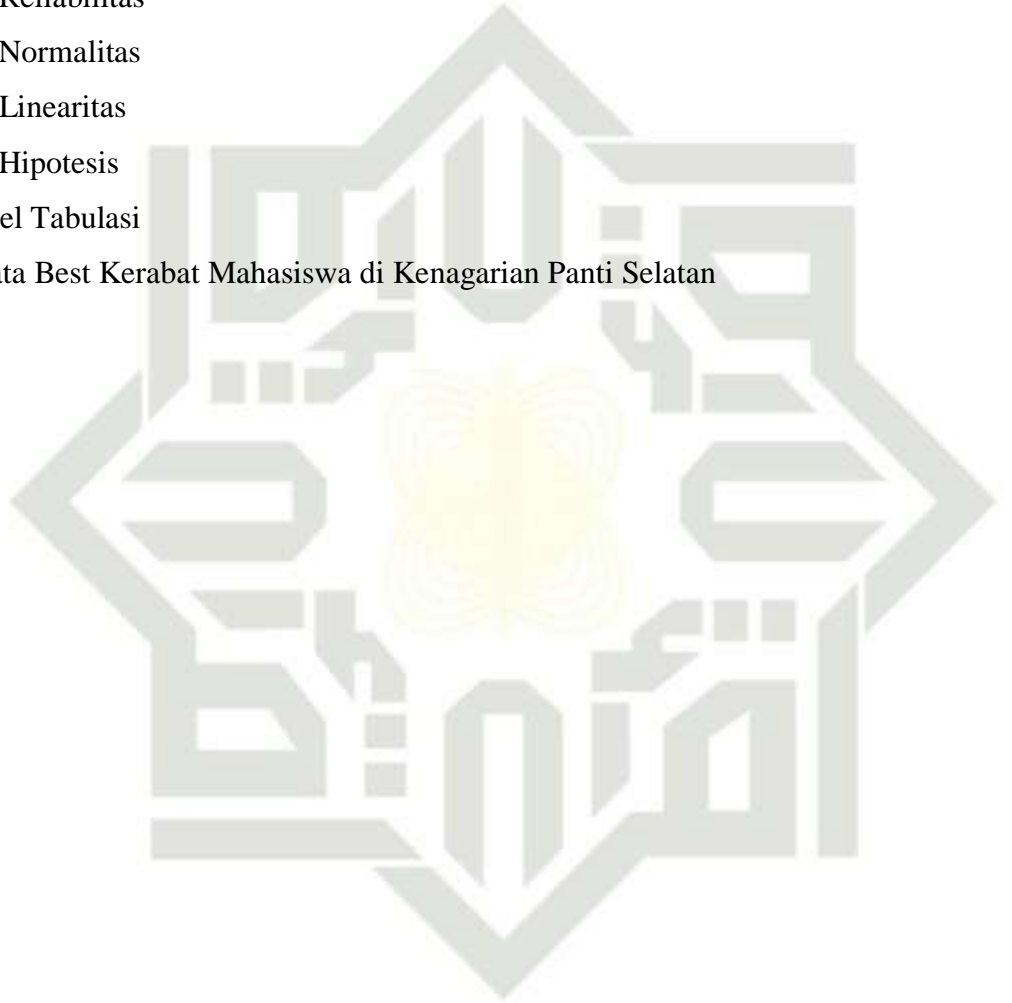 Reliabilitas
Normalitas
Linearitas
Hipotesis
el Tabulasi
ta Best Kerabat Mahasiswa di Kenagarian Panti Selatan